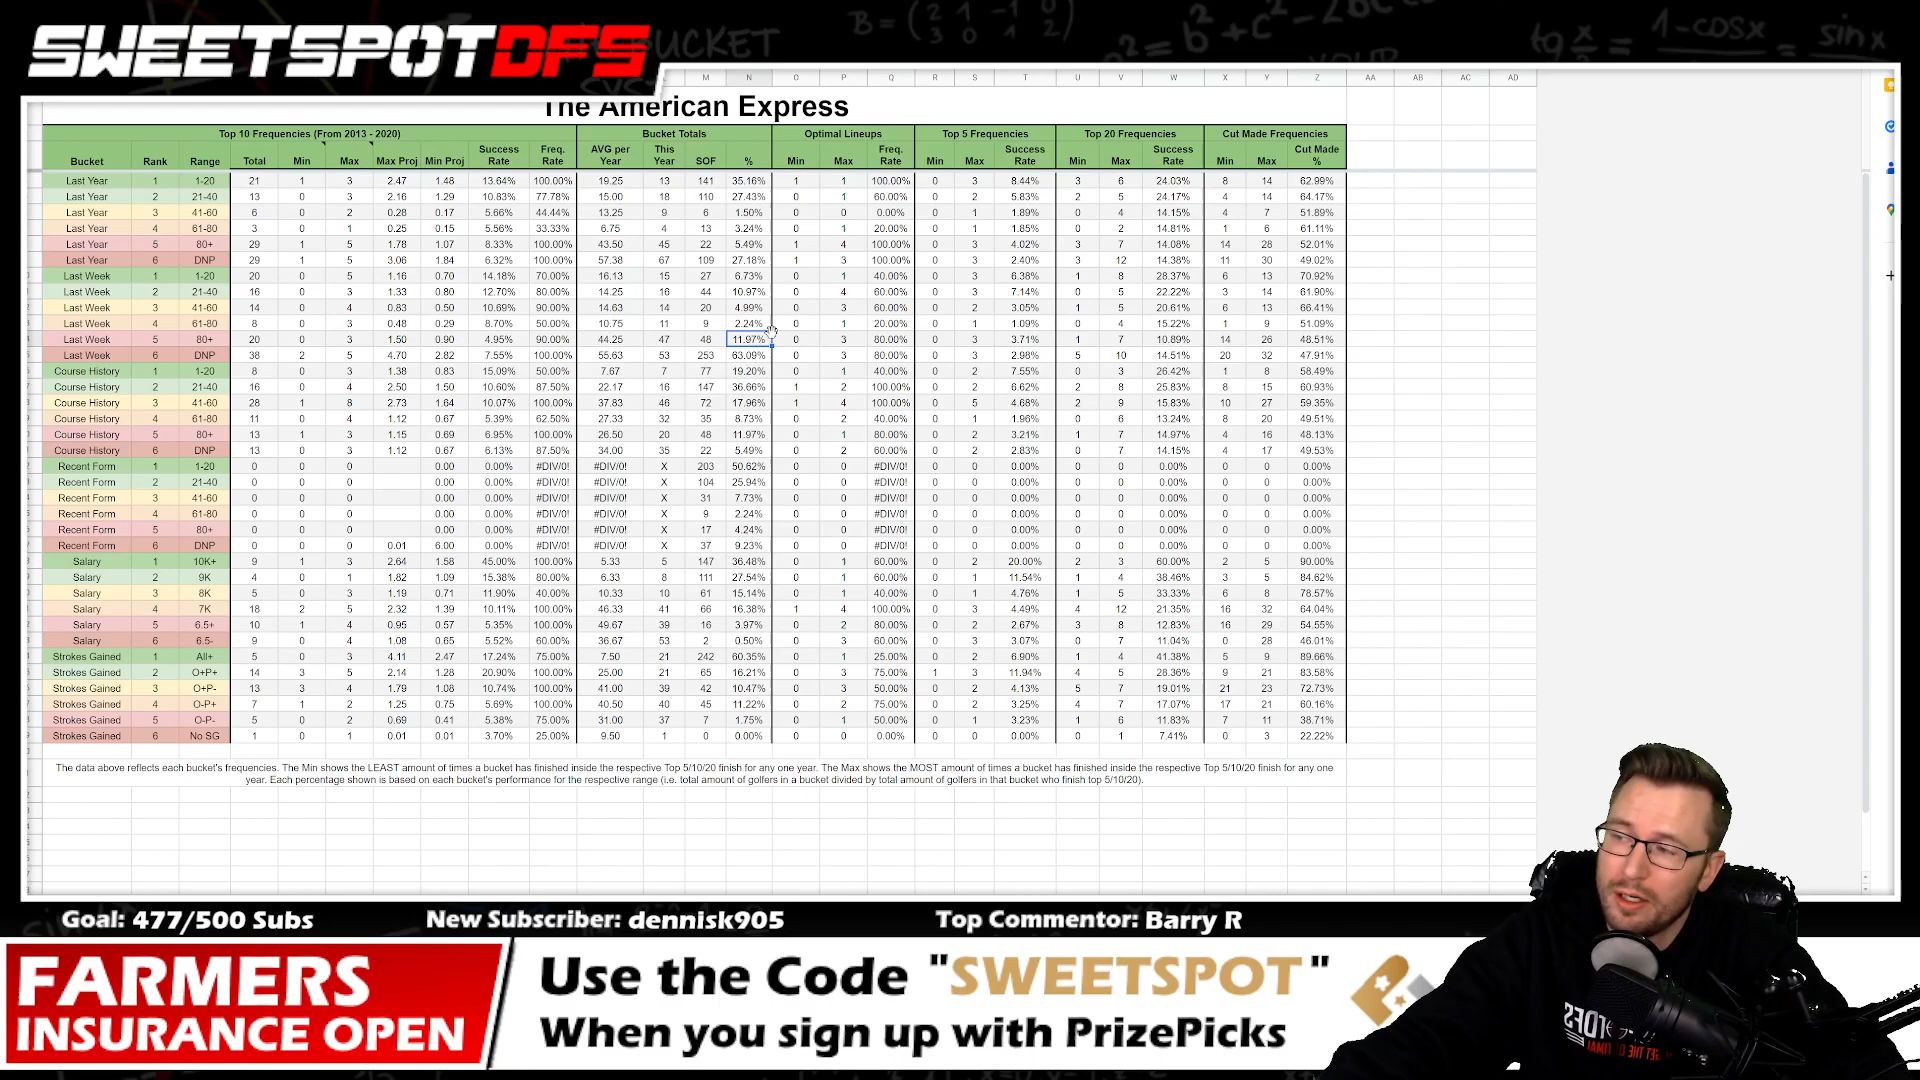 SWEETSPOTDFS
BUCKET
M N O P Q R S T U V W X Y Z AA AB AC AD
The American Express
Top 10 Frequencies (From 2013 - 2020) Bucket Totals Optimal Lineups Top 5 Frequencies Top 20 Frequencies Cut Made Frequencies
Bucket Rank Range Total Min Max Max Proj Min Proj Success Rate Freq. Rate AVG per Year This Year SOF % Min Max Freq. Rate Min Max Success Rate Min Max Success Rate Min Max Cut Made %
Last Year 1 1-20 21 1 3 2.47 1.48 13.64% 100.00% 19.25 13 141 35.16% 1 1 100.00% 0 3 8.44% 3 6 24.03% 8 14 62.99%
Last Year 2 21-40 13 0 3 2.16 1.29 10.83% 77.78% 15.00 18 110 27.43% 0 1 60.00% 0 2 5.83% 2 5 24.17% 4 14 64.17%
Last Year 3 41-60 6 0 2 0.28 0.17 5.66% 44.44% 13.25 9 6 1.50% 0 0 0.00% 0 1 1.89% 0 4 14.15% 4 7 51.89%
Last Year 4 61-80 3 0 1 0.25 0.15 5.56% 33.33% 6.75 4 13 3.24% 0 1 20.00% 0 1 1.85% 0 2 14.81% 1 6 61.11%
Last Year 5 80+ 29 1 5 1.78 1.07 8.33% 100.00% 43.50 45 22 5.49% 1 4 100.00% 0 3 4.02% 3 7 14.08% 14 28 52.01%
Last Year 6 DNP 29 1 5 3.06 1.84 6.32% 100.00% 57.38 67 109 27.18% 1 3 100.00% 0 3 2.40% 3 12 14.38% 11 30 49.02%
Last Week 1 1-20 20 0 5 1.16 0.70 14.18% 70.00% 16.13 15 27 6.73% 0 1 40.00% 0 3 6.38% 1 8 28.37% 6 13 70.92%
Last Week 2 21-40 16 0 3 1.33 0.80 12.70% 80.00% 14.25 16 44 10.97% 0 4 60.00% 0 3 7.14% 0 5 22.22% 3 14 61.90%
Last Week 3 41-60 14 0 4 0.83 0.50 10.69% 90.00% 14.63 14 20 4.99% 0 3 60.00% 0 2 3.05% 1 5 20.61% 6 13 66.41%
Last Week 4 61-80 8 0 3 0.48 0.29 8.70% 50.00% 10.75 11 9 2.24% 0 1 20.00% 0 1 1.09% 0 4 15.22% 1 9 51.09%
Last Week 5 80+ 20 0 3 1.50 0.90 4.95% 90.00% 44.25 47 48 11.97% 0 3 80.00% 0 3 3.71% 1 7 10.89% 14 26 48.51%
Last Week 6 DNP 38 2 5 4.70 2.82 7.55% 100.00% 55.63 53 253 63.09% 0 3 80.00% 0 3 2.98% 5 10 14.51% 20 32 47.91%
Course History 1 1-20 8 0 3 1.38 0.83 15.09% 50.00% 7.67 7 77 19.20% 0 1 40.00% 0 2 7.55% 0 3 26.42% 1 8 58.49%
Course History 2 21-40 16 0 4 2.50 1.50 10.60% 87.50% 22.17 16 147 36.66% 1 2 100.00% 0 2 6.62% 2 8 25.83% 8 15 60.93%
Course History 3 41-60 28 1 8 2.73 1.64 10.07% 100.00% 37.83 46 72 17.96% 1 4 100.00% 0 5 4.68% 2 9 15.83% 10 27 59.35%
Course History 4 61-80 11 0 4 1.12 0.67 5.39% 62.50% 27.33 32 35 8.73% 0 2 40.00% 0 1 1.96% 0 6 13.24% 8 20 49.51%
Course History 5 80+ 13 1 3 1.15 0.69 6.95% 100.00% 26.50 20 48 11.97% 0 1 80.00% 0 2 3.21% 1 7 14.97% 4 16 48.13%
Course History 6 DNP 13 0 3 1.12 0.67 6.13% 87.50% 34.00 35 22 5.49% 0 2 60.00% 0 2 2.83% 0 7 14.15% 4 17 49.53%
Recent Form 1 1-20 0 0 0 0.00 0.00% #DIV/0! #DIV/0! X 203 50.62% 0 0 #DIV/0! 0 0 0.00% 0 0 0.00% 0 0 0.00%
Recent Form 2 21-40 0 0 0 0.00 0.00% #DIV/0! #DIV/0! X 104 25.94% 0 0 #DIV/0! 0 0 0.00% 0 0 0.00% 0 0 0.00%
Recent Form 3 41-60 0 0 0 0.00 0.00% #DIV/0! #DIV/0! X 31 7.73% 0 0 #DIV/0! 0 0 0.00% 0 0 0.00% 0 0 0.00%
Recent Form 4 61-80 0 0 0 0.00 0.00% #DIV/0! #DIV/0! X 9 2.24% 0 0 #DIV/0! 0 0 0.00% 0 0 0.00% 0 0 0.00%
Recent Form 5 80+ 0 0 0 0.00 0.00% #DIV/0! #DIV/0! X 17 4.24% 0 0 #DIV/0! 0 0 0.00% 0 0 0.00% 0 0 0.00%
Recent Form 6 DNP 0 0 0 0.01 6.00 0.00% #DIV/0! #DIV/0! X 37 9.23% 0 0 #DIV/0! 0 0 0.00% 0 0 0.00% 0 0 0.00%
Salary 1 10K+ 9 1 3 2.64 1.58 45.00% 100.00% 5.33 5 147 36.48% 0 1 60.00% 0 2 20.00% 2 3 60.00% 2 5 90.00%
Salary 2 9K 4 0 1 1.82 1.09 15.38% 80.00% 6.33 8 111 27.54% 0 1 60.00% 0 1 11.54% 1 4 38.46% 3 5 84.62%
Salary 3 8K 5 0 3 1.19 0.71 11.90% 40.00% 10.33 10 61 15.14% 0 1 40.00% 0 1 4.76% 1 5 33.33% 6 8 78.57%
Salary 4 7K 18 2 5 2.32 1.39 10.11% 100.00% 46.33 41 66 16.38% 1 4 100.00% 0 3 4.49% 4 12 21.35% 16 32 64.04%
Salary 5 6.5+ 10 1 4 0.95 0.57 5.35% 100.00% 49.67 39 16 3.97% 0 2 80.00% 0 2 2.67% 3 8 12.83% 16 29 54.55%
Salary 6 6.5- 9 0 4 1.08 0.65 5.52% 60.00% 36.67 53 2 0.50% 0 3 60.00% 0 3 3.07% 0 7 11.04% 0 28 46.01%
Strokes Gained 1 All+ 5 0 3 4.11 2.47 17.24% 75.00% 7.50 21 242 60.35% 0 1 25.00% 0 2 6.90% 1 4 41.38% 5 9 89.66%
Strokes Gained 2 O+P+ 14 3 5 2.14 1.28 20.90% 100.00% 25.00 21 65 16.21% 0 3 75.00% 1 3 11.94% 4 5 28.36% 9 21 83.58%
Strokes Gained 3 O+P- 13 3 4 1.79 1.08 10.74% 100.00% 41.00 39 42 10.47% 0 3 50.00% 0 2 4.13% 5 7 19.01% 21 23 72.73%
Strokes Gained 4 O-P+ 7 1 2 1.25 0.75 5.69% 100.00% 40.50 40 45 11.22% 0 2 75.00% 0 2 3.25% 4 7 17.07% 17 21 60.16%
Strokes Gained 5 O-P- 5 0 2 0.69 0.41 5.38% 75.00% 31.00 37 7 1.75% 0 1 50.00% 0 1 3.23% 1 6 11.83% 7 11 38.71%
Strokes Gained 6 No SG 1 0 1 0.01 0.01 3.70% 25.00% 9.50 1 0 0.00% 0 0 0.00% 0 0 0.00% 0 1 7.41% 0 3 22.22%
The data above reflects each bucket's frequencies. The Min shows the LEAST amount of times a bucket has finished inside the respective Top 5/10/20 finish for any one year. The Max shows the MOST amount of times a bucket has finished inside the respective Top 5/10/20 finish for any one
year. Each percentage shown is based on each bucket's performance for the respective range (i.e. total amount of golfers in a bucket divided by total amount of golfers in that bucket who finish top 5/10/20).
Goal: 477/500 Subs New Subscriber: dennisk905 Top Commentor: Barry R
FARMERS
INSURANCE OPEN
Use the Code "SWEETSPOT"
When you sign up with PrizePicks